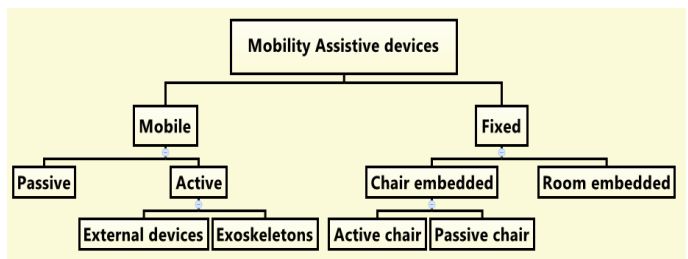 Mobility Assistive devices
Mobile
Fixed
Passive
Active
Chair embedded
Room embedded
External devices
Exoskeletons
Active chair
Passive chair